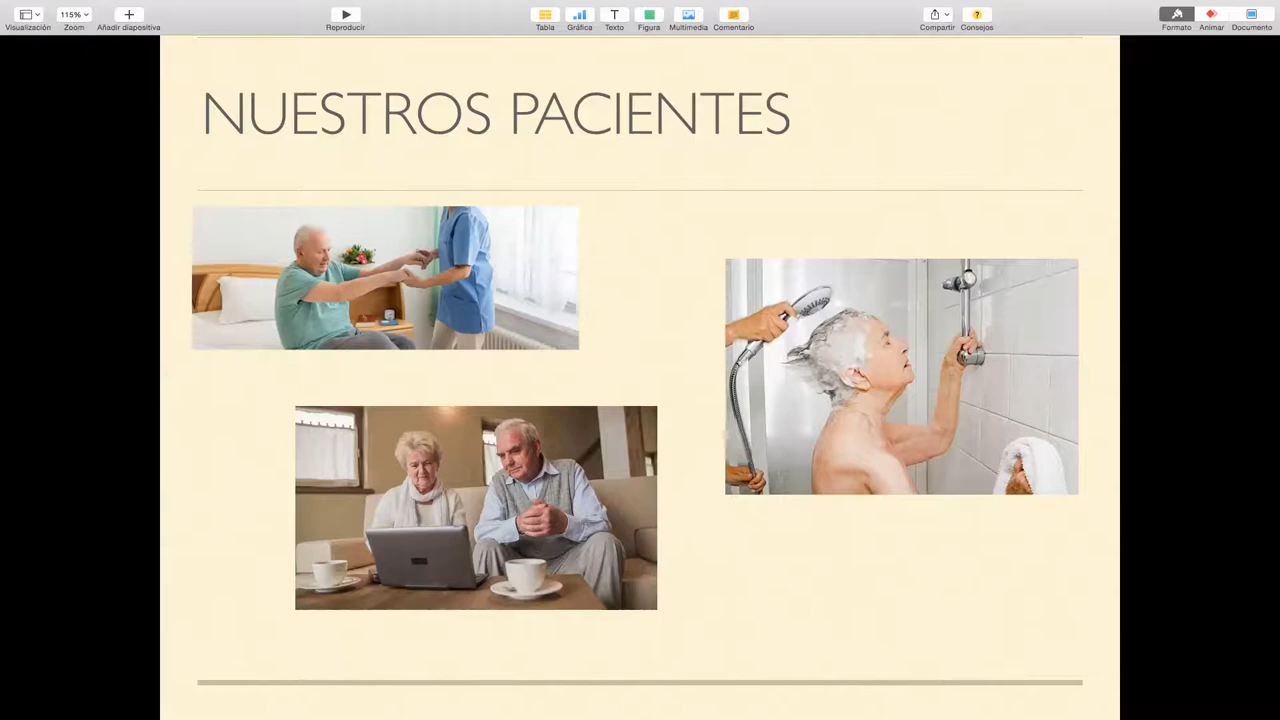 115%
Visualización
Zoom
Añadir diapositiva
Reproducir
Tabla
Gráfica
T
Texto
Figura
Multimedia
Comentario
Compartir
?
Consejos
Formato
Animar
Documento
NUESTROS PACIENTES